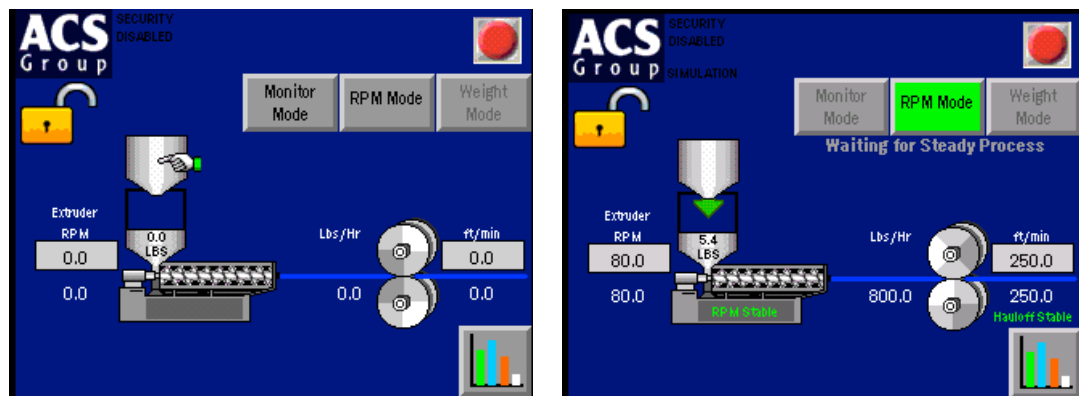 ACS
Group
SECURITY
DISABLED
Monitor
Mode
RPM Mode
Weight
Mode
Extruder
RPM
0.0
0.0
0.0
LBS
Lbs/Hr
0.0
ft/min
0.0
0.0
ACS
Group
SECURITY
DISABLED
SIMULATION
Monitor
Mode
RPM Mode
Weight
Mode
Waiting for Steady Process
Extruder
RPM
80.0
80.0
5.4
LBS
RPM Stable
Lbs/Hr
800.0
ft/min
250.0
250.0
Hauloff Stable